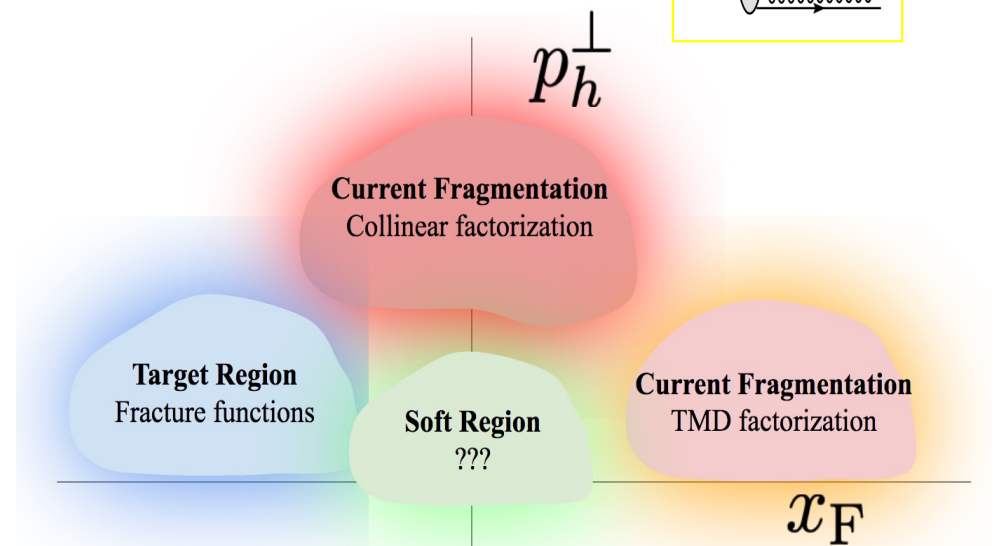 p_h^⊥
Current Fragmentation
Collinear factorization
Target Region
Fracture functions
Soft Region
???
Current Fragmentation
TMD factorization
x_F